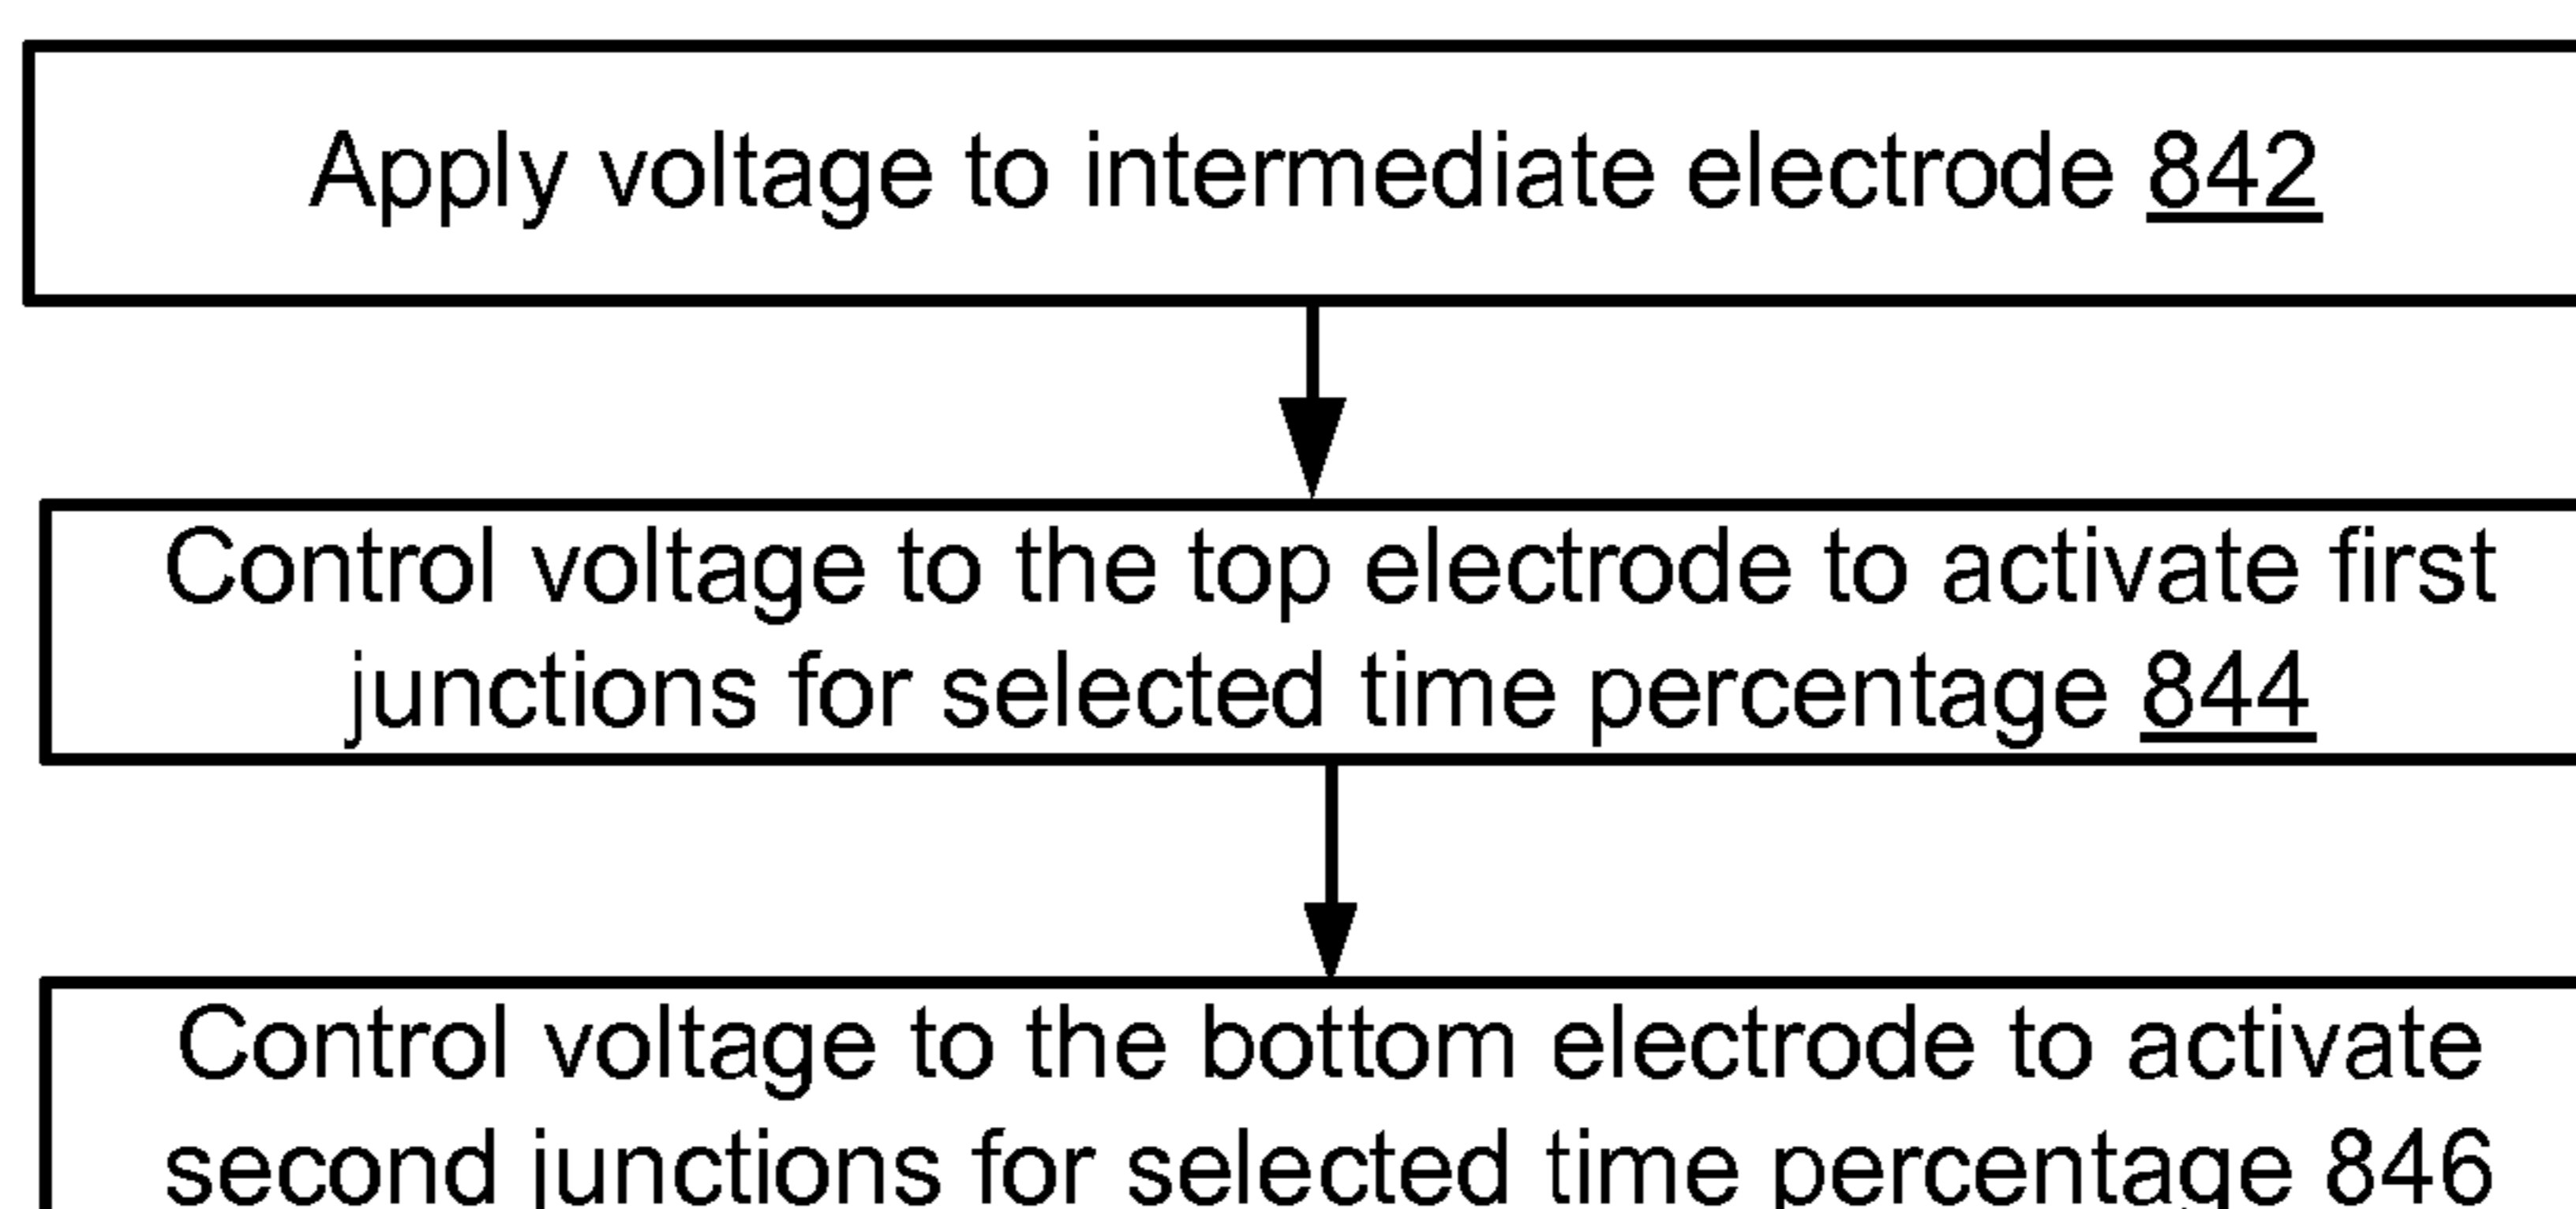 Apply voltage to intermediate electrode 842
Control voltage to the top electrode to activate first
junctions for selected time percentage 844
Control voltage to the bottom electrode to activate
second junctions for selected time percentage 846